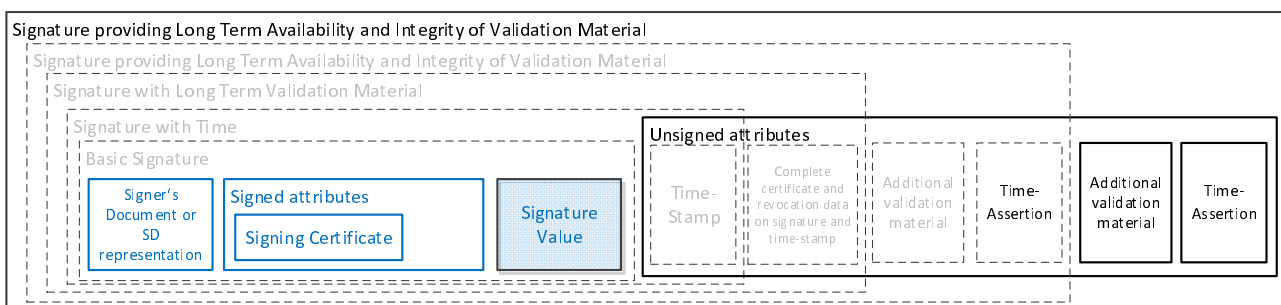 Signature providing Long Term Availability and Integrity of Validation Material
Signature providing Long Term Availability and Integrity of Validation Material
Signature with Long Term Validation Material
Signature with Time
Basic Signature
Signer's
Document or
SD
representation
Signed attributes
Signing Certificate
Signature
Value
Unsigned attributes
Time-
Stamp
Complete
certificate and
revocation data
on signature and
time-stamp
Additional
validation
material
Time-
Assertion
Additional
validation
material
Time-
Assertion